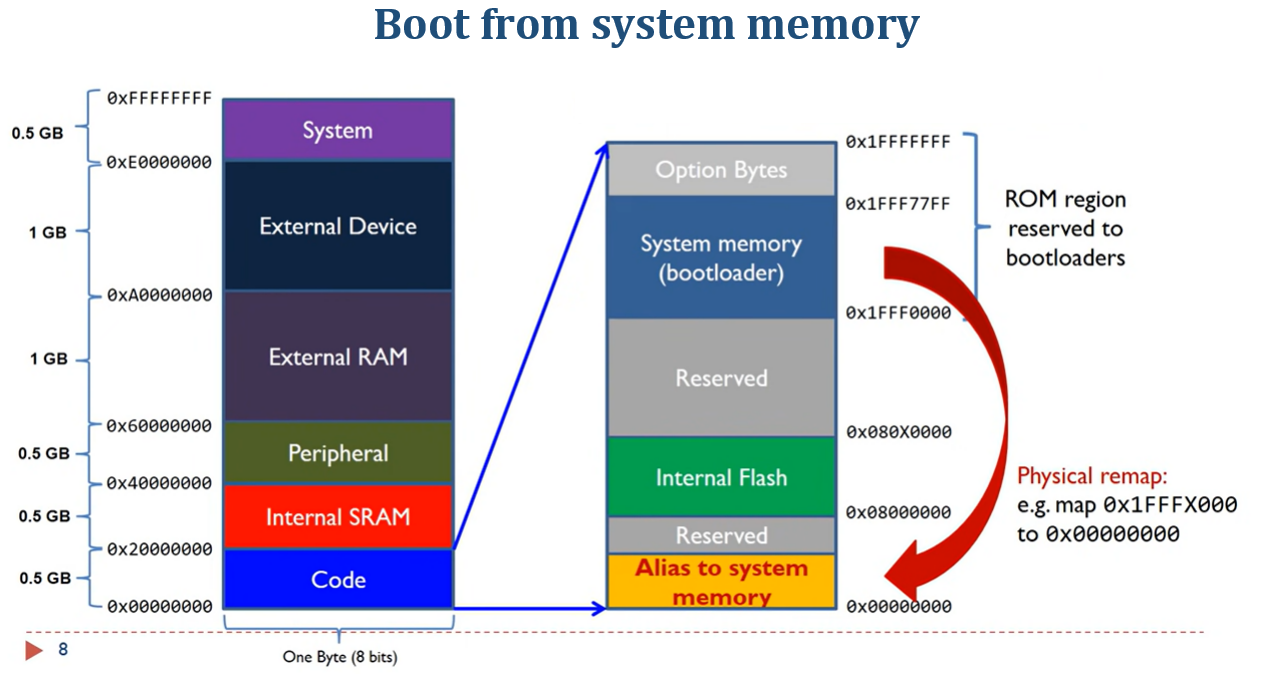 Boot from system memory
0xFFFFFFFF
0.5 GB
System
0xE0000000
1 GB
External Device
0xA0000000
1 GB
External RAM
0x60000000
0.5 GB
Peripheral
0x40000000
0.5 GB
Internal SRAM
0x20000000
0.5 GB
Code
0x00000000
One Byte (8 bits)
0x1FFFFFFF
Option Bytes
0x1FFF77FF
System memory
(bootloader)
0x1FFF0000
Reserved
0x080X0000
Internal Flash
0x08000000
Reserved
Alias to system
memory
0x00000000
ROM region
reserved to
bootloaders
Physical remap:
e.g. map 0x1FFFX000
to 0x00000000
8